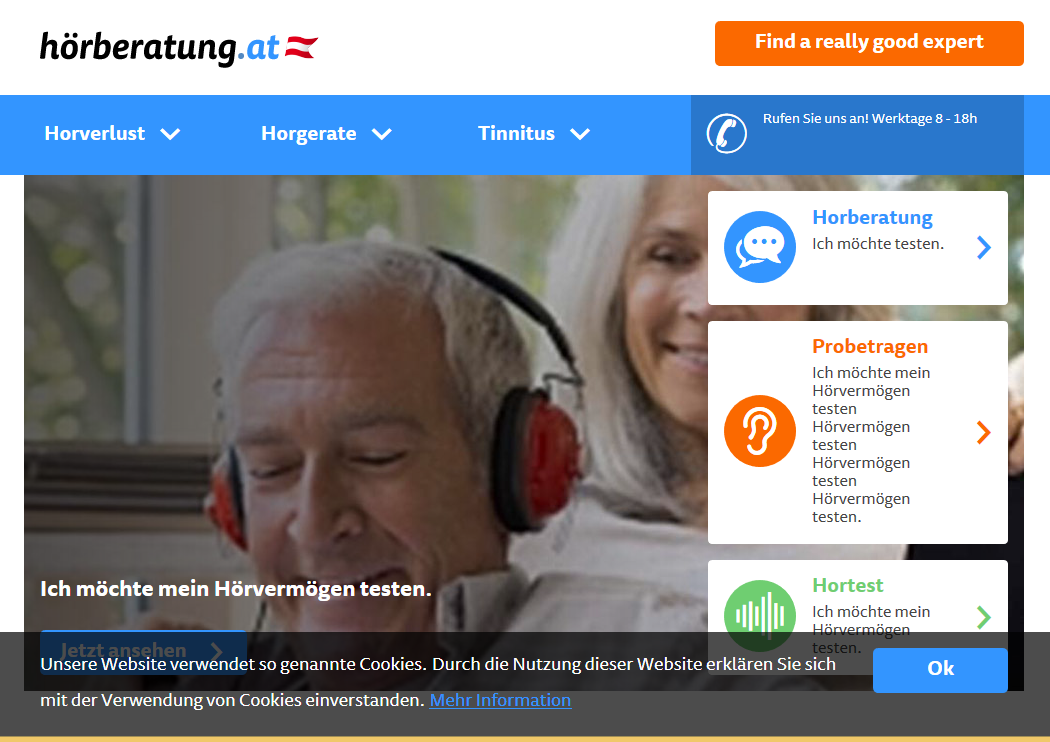 hörberatung.at
Find a really good expert
Horverlust
Horgerate
Tinnitus
Rufen Sie uns an! Werktage 8 - 18h
Horberatung
Ich möchte testen.
Probetragen
Ich möchte mein
Hörvermögen
testen
Hörvermögen
testen
Hörvermögen
testen
Hörvermögen
testen.
Ich möchte mein Hörvermögen testen.
Jetzt ansehen
Hortest
Ich möchte mein
Hörvermögen
testen.
Unsere Website verwendet so genannte Cookies. Durch die Nutzung dieser Website erklären Sie sich
mit der Verwendung von Cookies einverstanden. Mehr Information
Ok